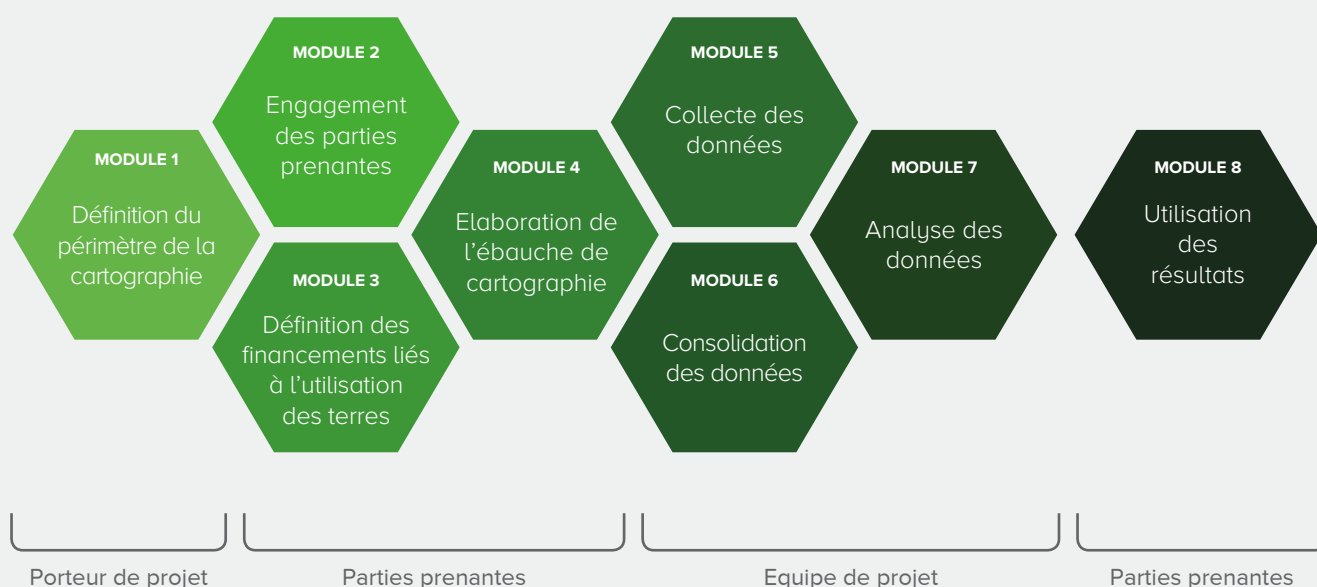 MODULE 1
Définition du
périmètre de la
cartographie
MODULE 2
Engagement
des parties
prenantes
MODULE 3
Définition des
financements liés
à l’utilisation
des terres
MODULE 4
Elaboration de
l’ébauche de
cartographie
MODULE 5
Collecte des
données
MODULE 6
Consolidation
des données
MODULE 7
Analyse des
données
MODULE 8
Utilisation
des
résultats
Porteur de projet
Parties prenantes
Equipe de projet
Parties prenantes